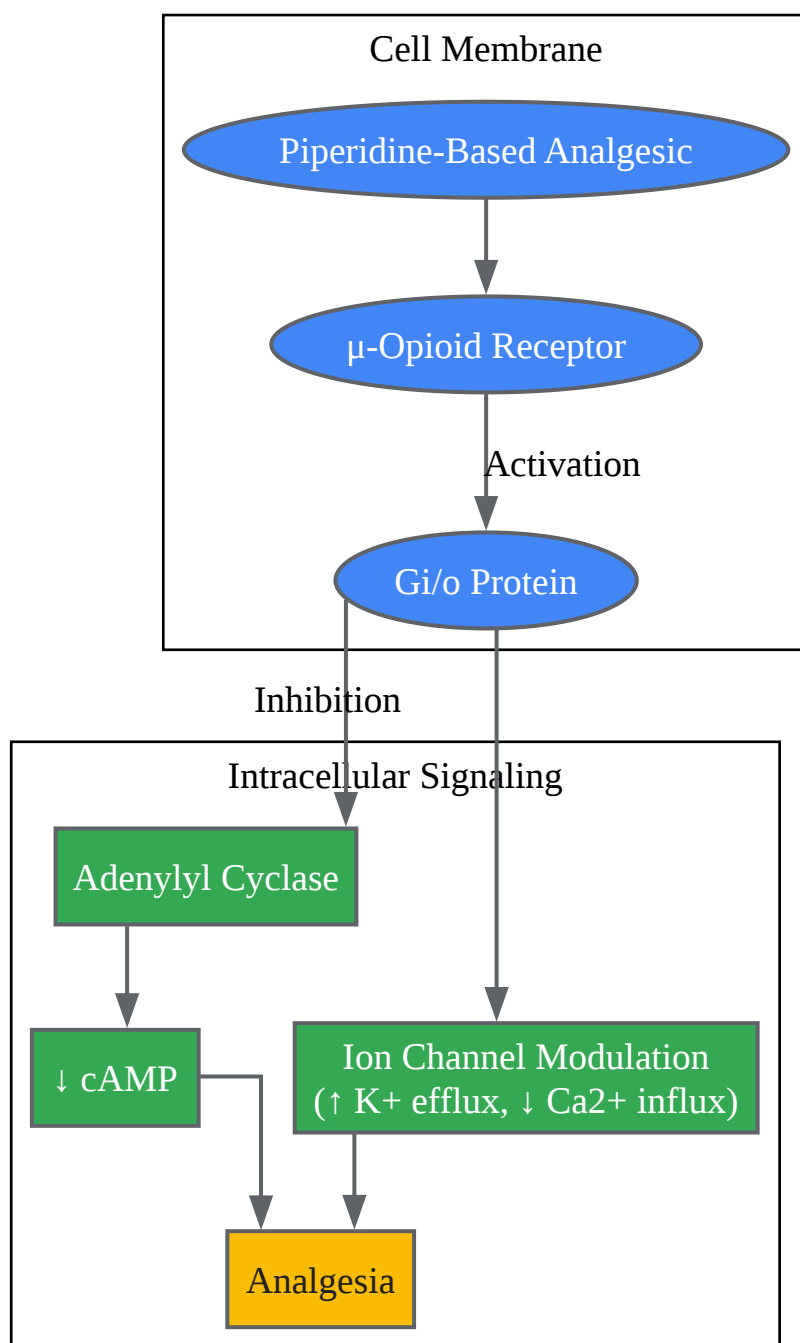 Cell Membrane
Piperidine-Based Analgesic
μ-Opioid Receptor
Activation
Gi/o Protein
Inhibition
Intracellular Signaling
Adenylyl Cyclase
↓ cAMP
Ion Channel Modulation
(↑ K+ efflux, ↓ Ca2+ influx)
Analgesia